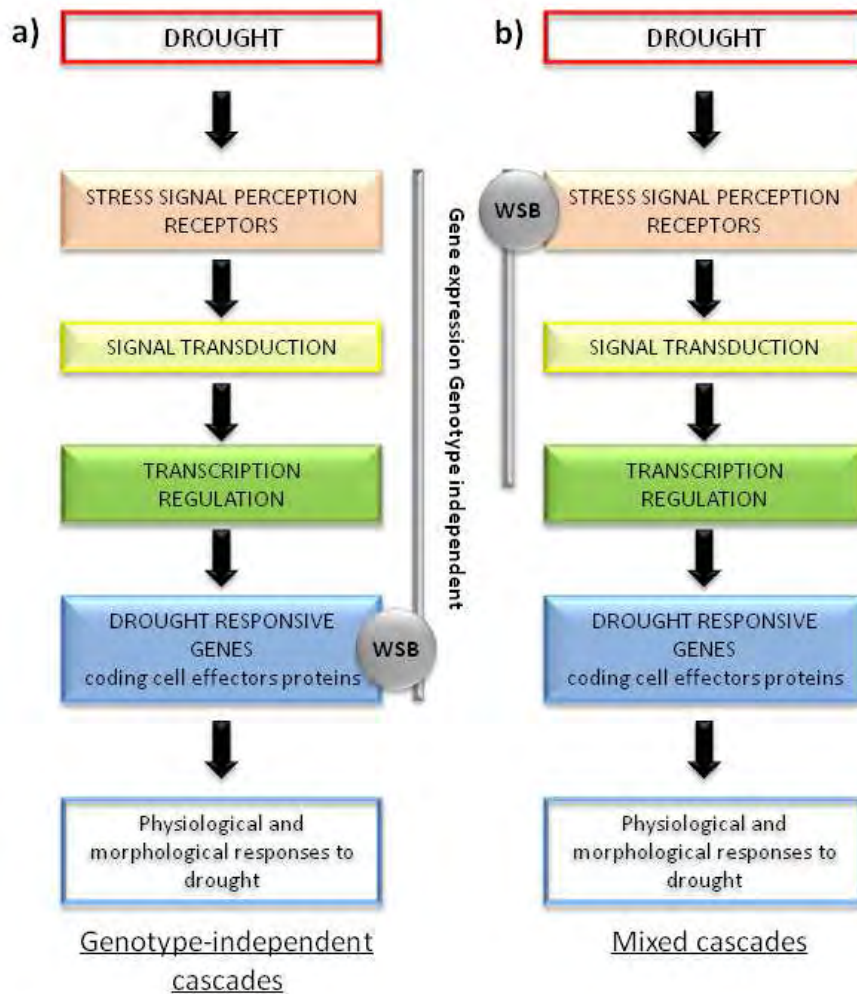 a)
DROUGHT
STRESS SIGNAL PERCEPTION
RECEPTORS
SIGNAL TRANSDUCTION
TRANSCRIPTION
REGULATION
DROUGHT RESPONSIVE
GENES
coding cell effectors proteins
WSB
Physiological and
morphological responses to
drought
Genotype-independent
cascades
Gene expression Genotype independent
b)
DROUGHT
WSB
STRESS SIGNAL PERCEPTION
RECEPTORS
SIGNAL TRANSDUCTION
TRANSCRIPTION
REGULATION
DROUGHT RESPONSIVE
GENES
coding cell effectors proteins
Physiological and
morphological responses to
drought
Mixed cascades